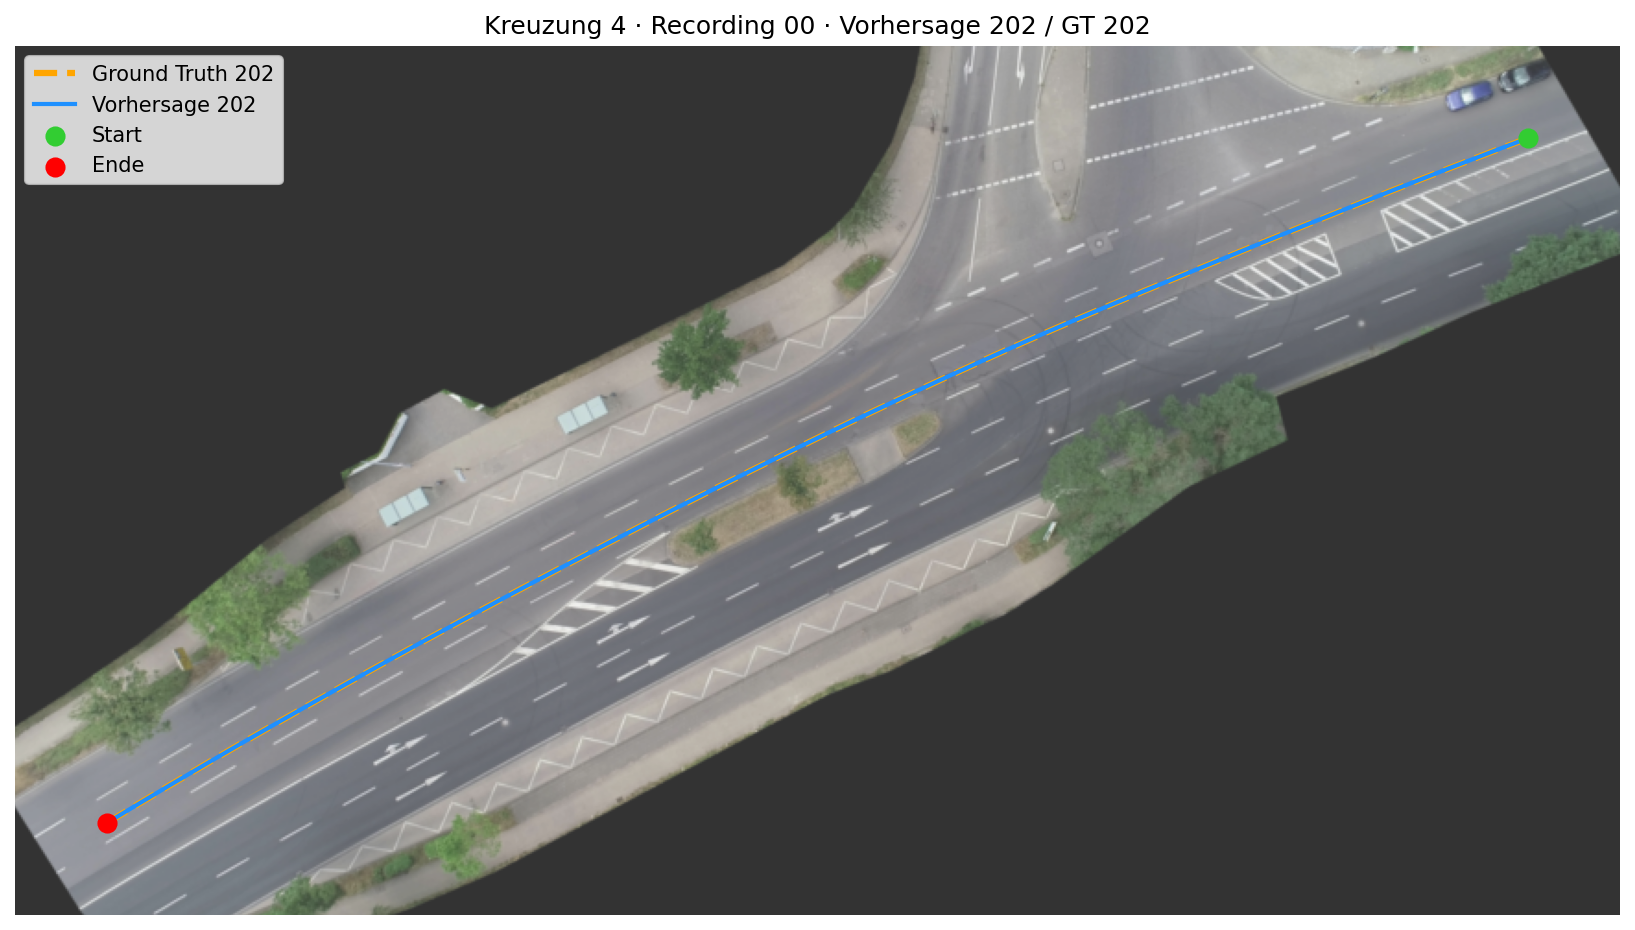 Kreuzung 4 · Recording 00 · Vorhersage 202 / GT 202
Ground Truth 202
Vorhersage 202
Start
Ende